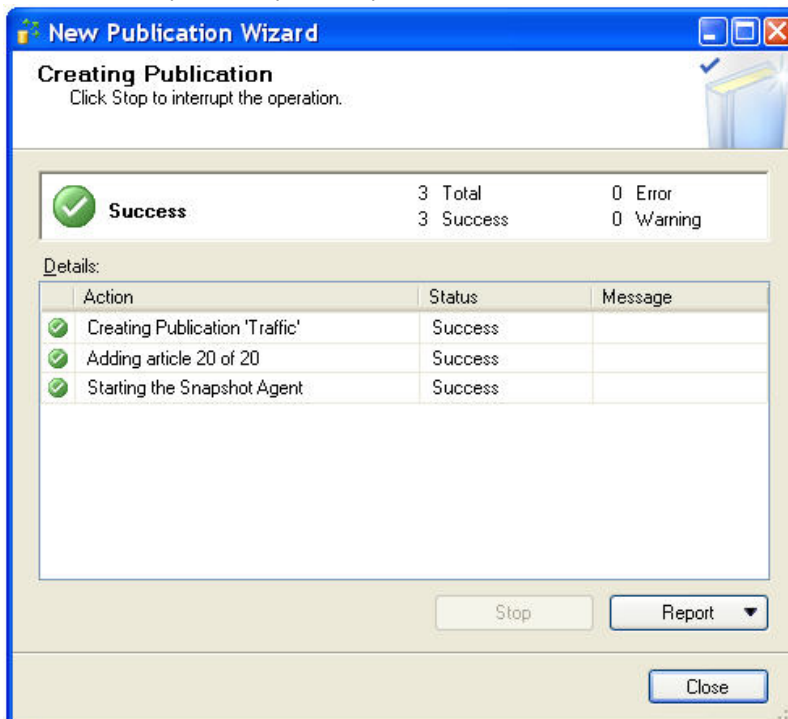 New Publication Wizard
Creating Publication
Click Stop to interrupt the operation.
Success
3 Total 0 Error
3 Success 0 Warning
Details:
Action Status Message
Creating Publication 'Traffic' Success
Adding article 20 of 20 Success
Starting the Snapshot Agent Success
Stop Report
Close